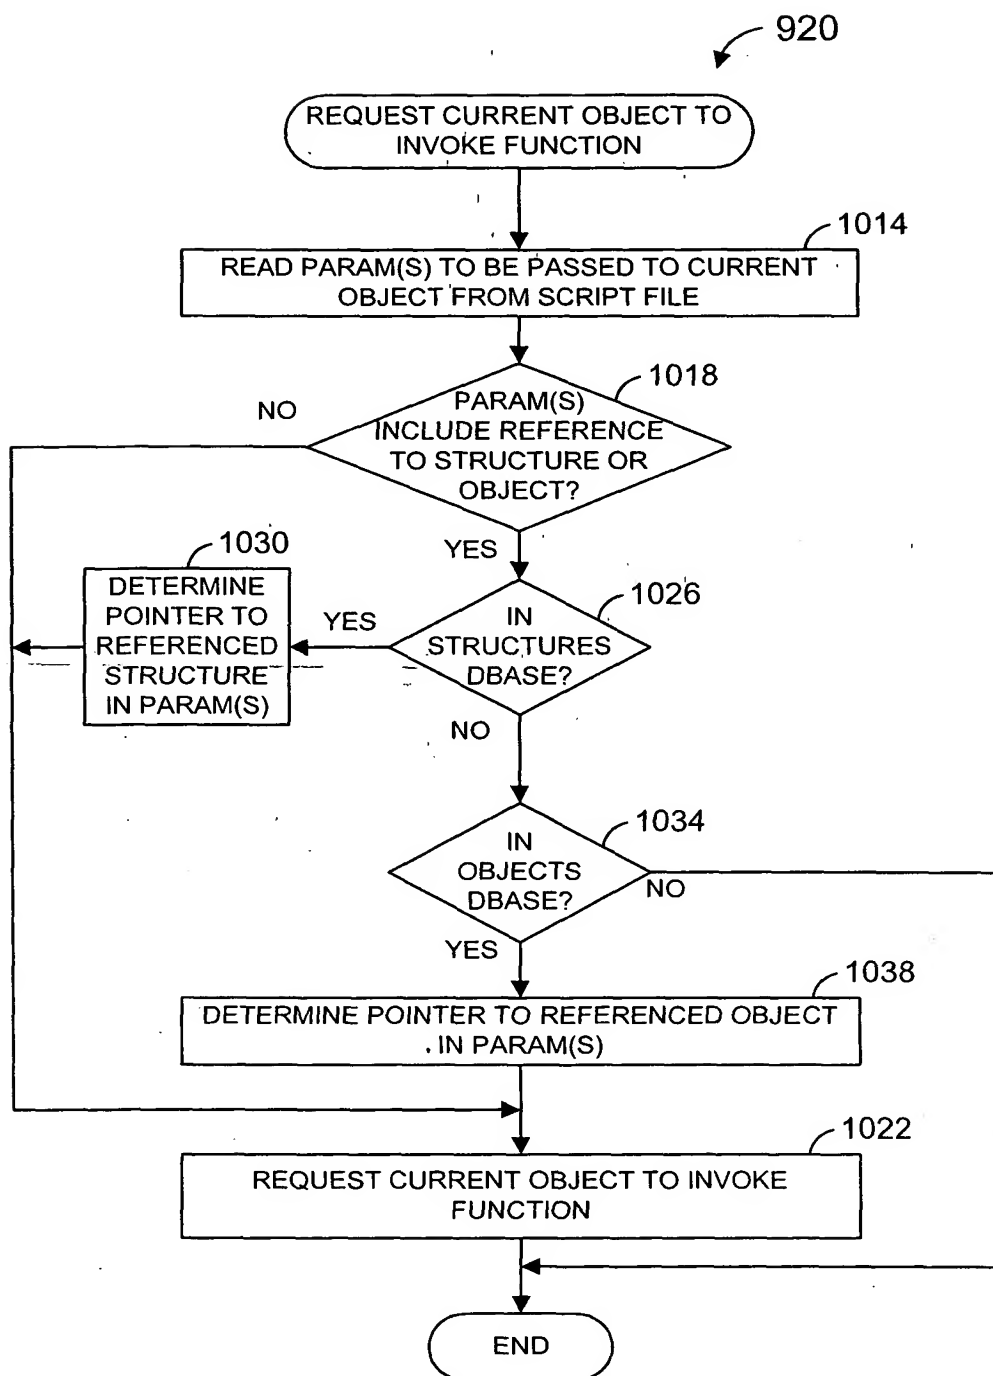 920
REQUEST CURRENT OBJECT TO
INVOKE FUNCTION
1014
READ PARAM(S) TO BE PASSED TO CURRENT
OBJECT FROM SCRIPT FILE
1018
NO
PARAM(S)
INCLUDE REFERENCE
TO STRUCTURE OR
OBJECT?
YES
1030
DETERMINE
POINTER TO
REFERENCED
STRUCTURE
IN PARAM(S)
YES
1026
IN
STRUCTURES
DBASE?
NO
1034
IN
OBJECTS
DBASE?
NO
YES
1038
DETERMINE POINTER TO REFERENCED OBJECT
IN PARAM(S)
1022
REQUEST CURRENT OBJECT TO INVOKE
FUNCTION
END